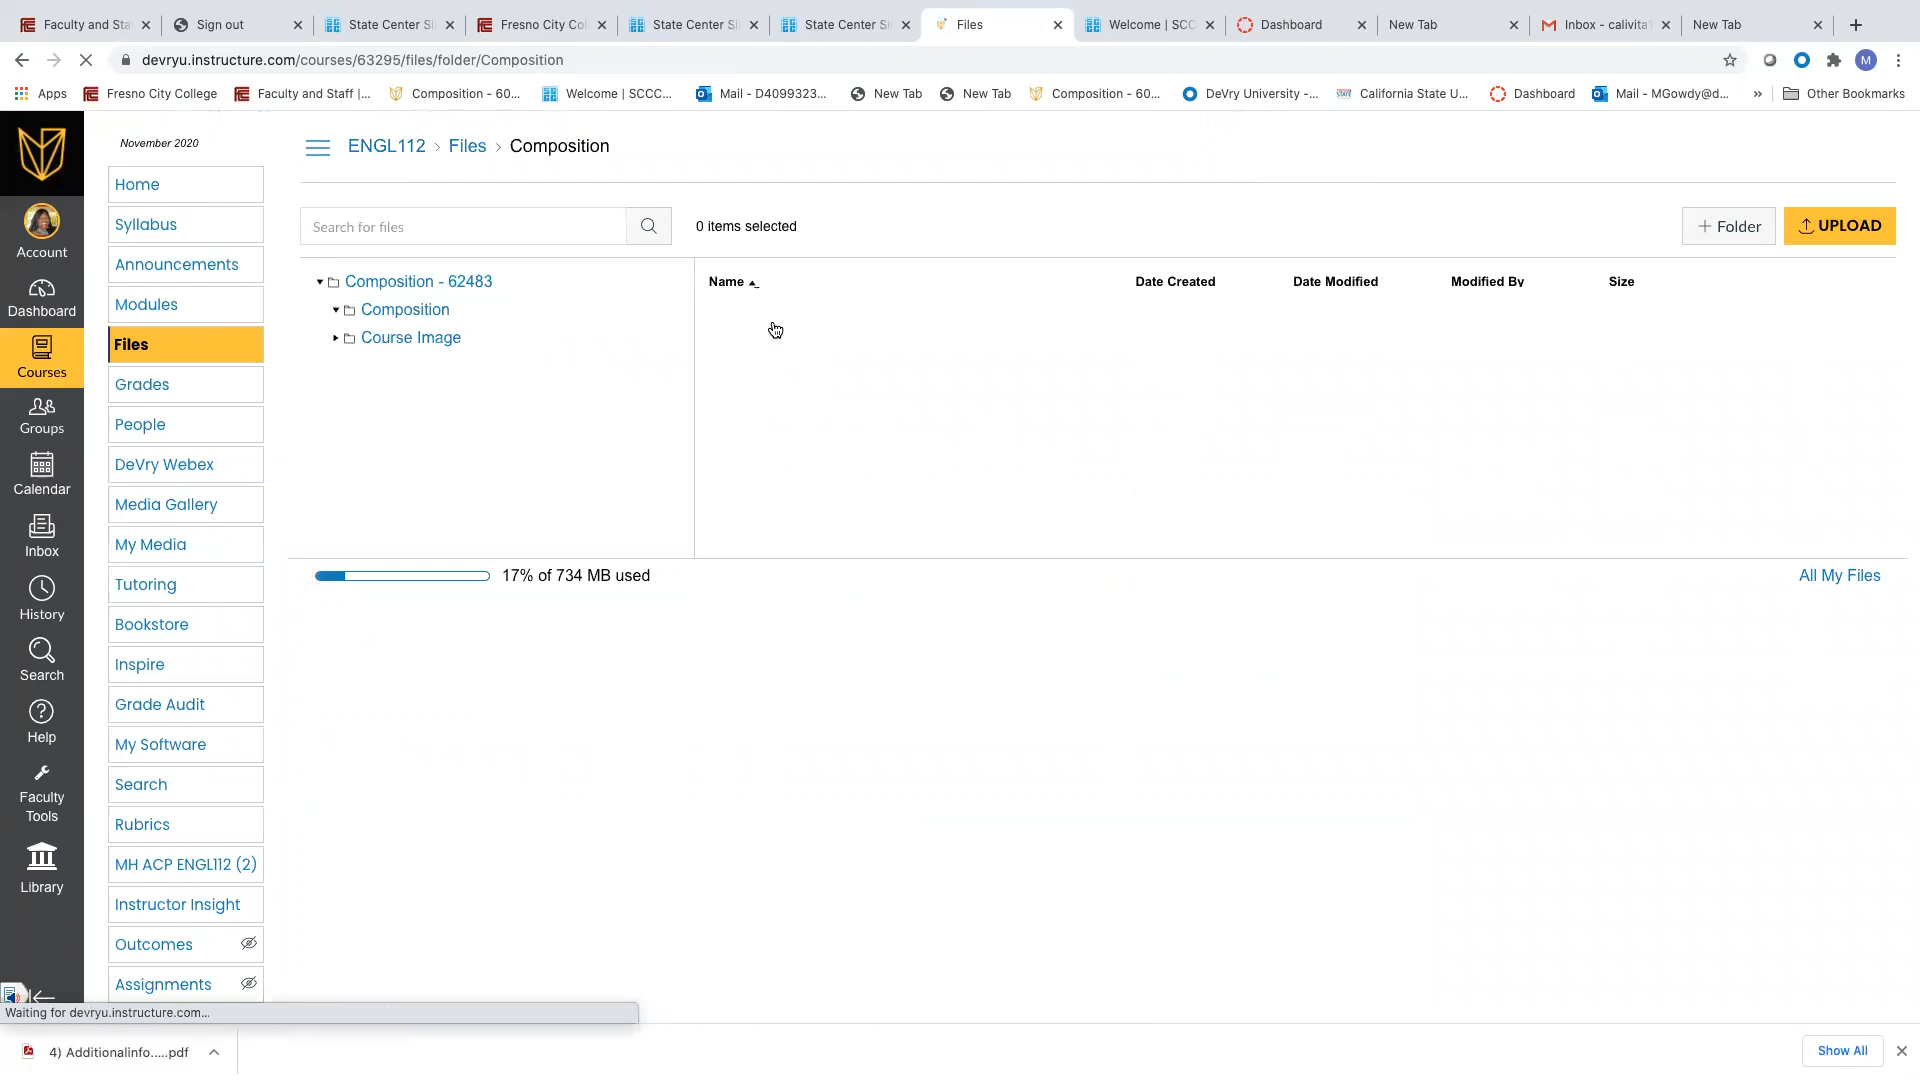 Faculty and Sta
Sign out
State Center Si
Fresno City Co
State Center Si
State Center Si
Files
Welcome | SCC
Dashboard
New Tab
Inbox - calivita
New Tab
devryu.instructure.com/courses/63295/files/folder/Composition
M
Apps
Fresno City College
Faculty and Staff |...
Composition - 60...
Welcome | SCCC...
Mail - D4099323...
New Tab
New Tab
Composition - 60...
DeVry University -...
California State U...
Dashboard
Mail - MGowdy@d...
»
Other Bookmarks
Account
Dashboard
Courses
Groups
Calendar
Inbox
History
Search
Help
Faculty
Tools
Library
November 2020
Home
Syllabus
Announcements
Modules
Files
Grades
People
DeVry Webex
Media Gallery
My Media
Tutoring
Bookstore
Inspire
Grade Audit
My Software
Search
Rubrics
MH ACP ENGL112 (2)
Instructor Insight
Outcomes
Assignments
ENGL112 > Files > Composition
Search for files
0 items selected
+ Folder
UPLOAD
Composition - 62483
Composition
Course Image
Name
Date Created
Date Modified
Modified By
Size
17% of 734 MB used
All My Files
Waiting for devryu.instructure.com...
4) Additionalinfo.....pdf
Show All